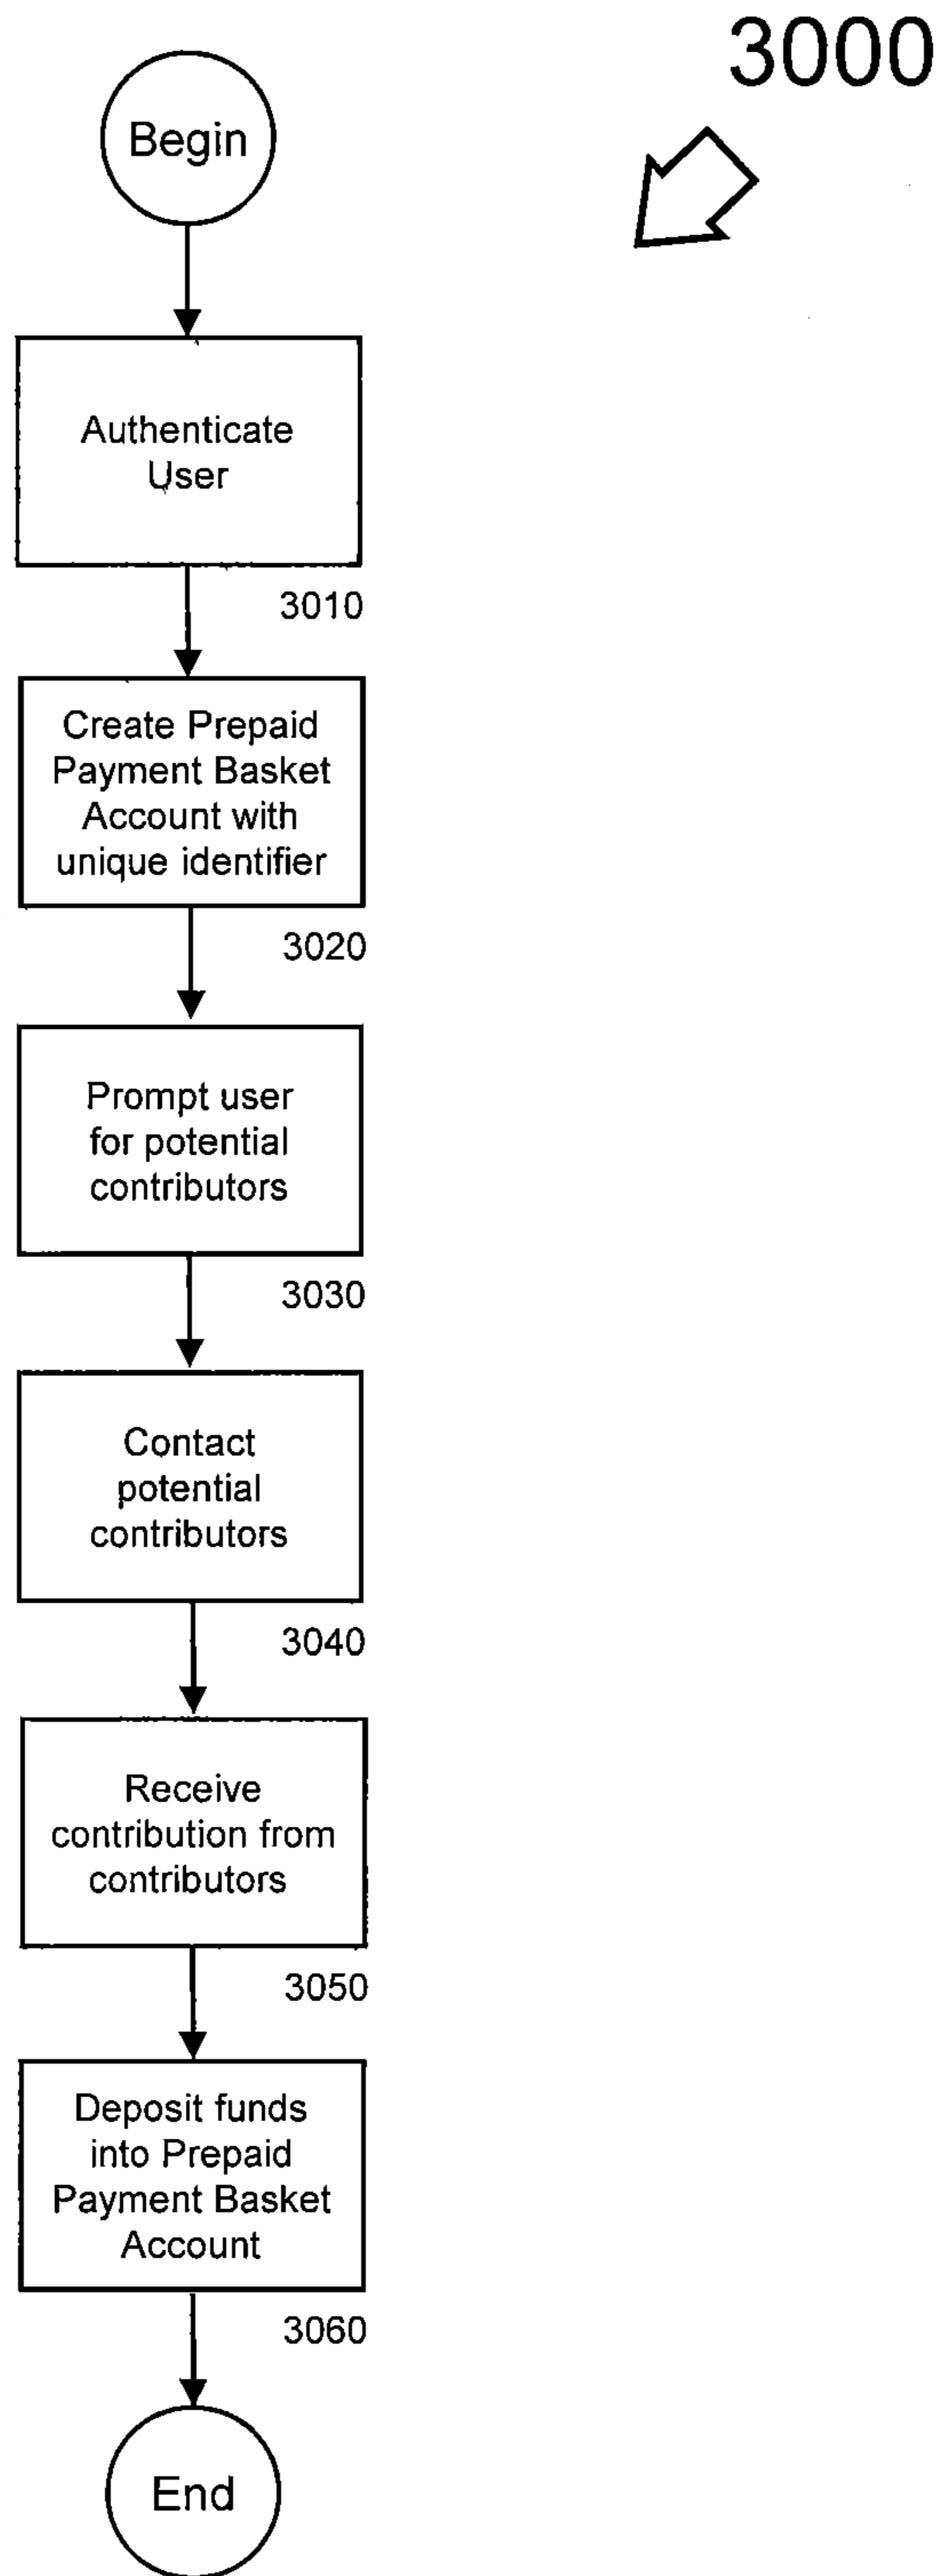 3000
Begin
Authenticate
User
3010
Create Prepaid
Payment Basket
Account with
unique identifier
3020
Prompt user
for potential
contributors
3030
Contact
potential
contributors
3040
Receive
contribution from
contributors
3050
Deposit funds
into Prepaid
Payment Basket
Account
3060
End